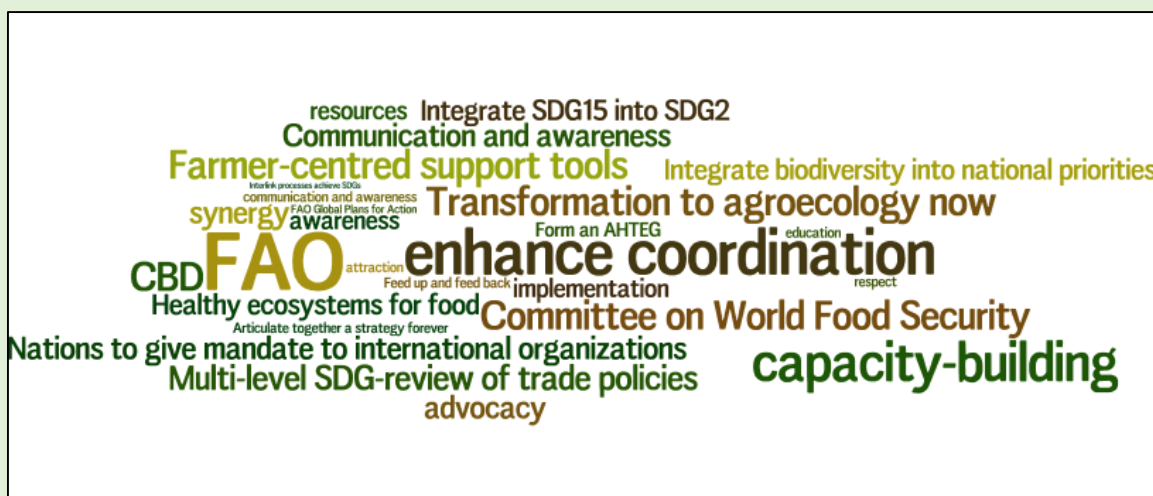 resources
Integrate SDG15 into SDG2
Communication and awareness
Farmer-centred support tools
Integrate biodiversity into national priorities
Interlink processes achieve SDGs
communication and awareness
Transformation to agroecology now
synergy
FAO Global Plans for Action
awareness
Form an AHTEG
education
CBD
FAO
attraction
enhance coordination
Feed up and feed back
implementation
respect
Healthy ecosystems for food
Committee on World Food Security
Articulate together a strategy forever
Nations to give mandate to international organizations
capacity-building
Multi-level SDG-review of trade policies
advocacy